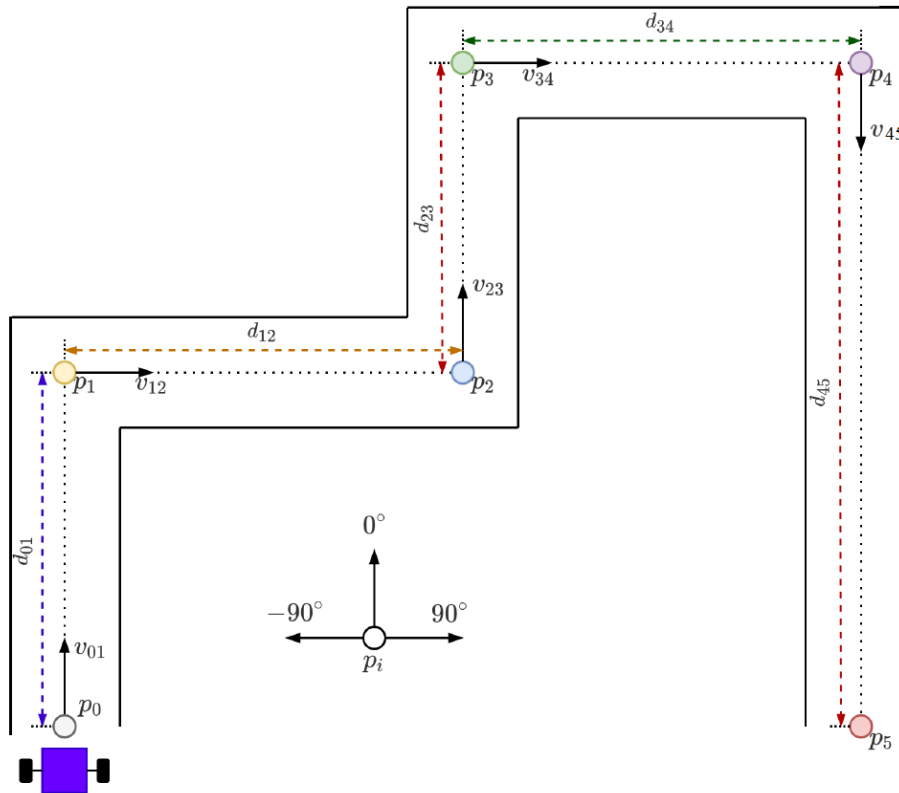 d₃₄
p₃
v₃₄
p₄
v₄₅
d₂₃
v₂₃
d₁₂
p₁
v₁₂
p₂
d₄₅
d₀₁
0°
−90°
90°
v₀₁
pᵢ
p₀
p₅